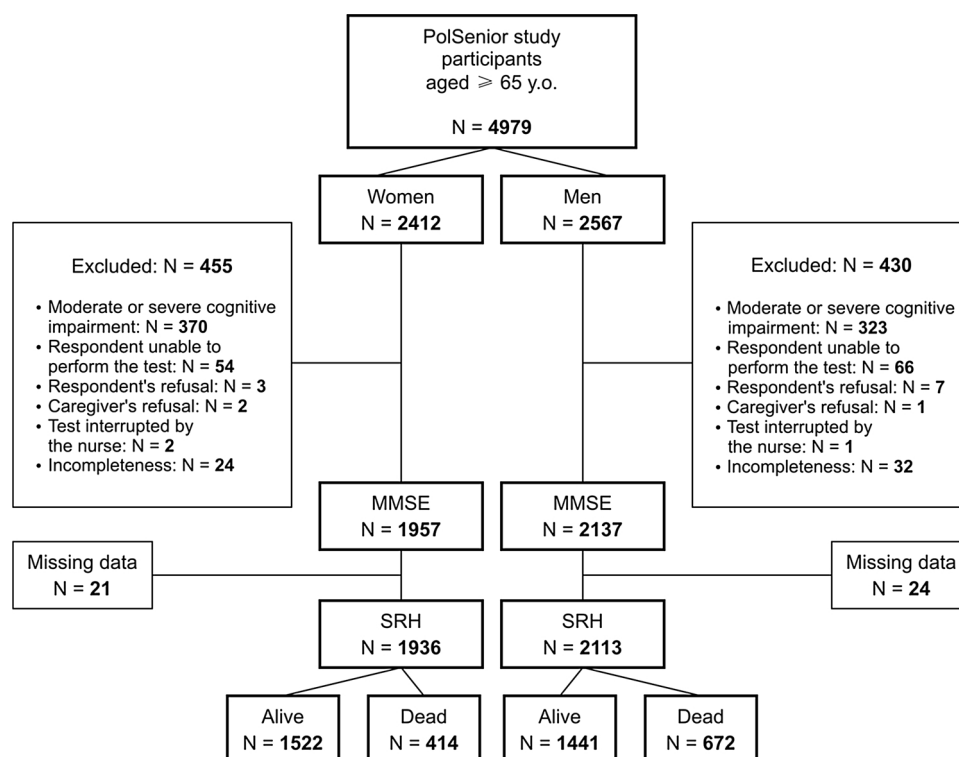 PolSenior study
participants
aged ⩾ 65 y.o.
N = 4979
Women
N = 2412
Men
N = 2567
Excluded: N = 455
• Moderate or severe cognitive
impairment: N = 370
• Respondent unable to
perform the test: N = 54
• Respondent's refusal: N = 3
• Caregiver's refusal: N = 2
• Test interrupted by
the nurse: N = 2
• Incompleteness: N = 24
Excluded: N = 430
• Moderate or severe cognitive
impairment: N = 323
• Respondent unable to
perform the test: N = 66
• Respondent's refusal: N = 7
• Caregiver's refusal: N = 1
• Test interrupted by
the nurse: N = 1
• Incompleteness: N = 32
MMSE
N = 1957
MMSE
N = 2137
Missing data
N = 21
Missing data
N = 24
SRH
N = 1936
SRH
N = 2113
Alive
N = 1522
Dead
N = 414
Alive
N = 1441
Dead
N = 672